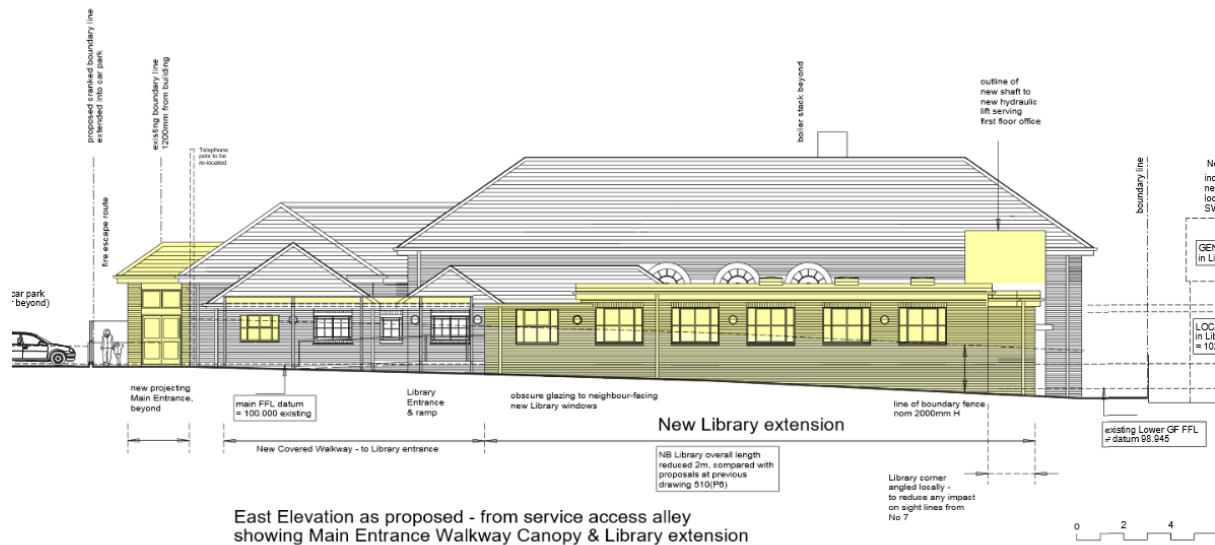 proposed cranked boundary line
extended into car park
existing boundary line
1200mm from building
Telephone
pole to be
re-located
fire escape route
boiler stack beyond
outline of
new shaft to
new hydraulic
lift serving
first floor office
boundary line
car park
beyond)
new projecting
Main Entrance,
beyond
main FFL datum
= 100.000 existing
Library
Entrance
& ramp
obscure glazing to neighbour-facing
new Library windows
line of boundary fence
nom 2000mm H
existing Lower GF FFL
= datum 98.945
New Library extension
New Covered Walkway - to Library entrance
NB Library overall length
reduced 2m, compared with
proposals at previous
drawing 510(P6)
Library corner
angled locally -
to reduce any impact
on sight lines from
No 7
East Elevation as proposed - from service access alley
showing Main Entrance Walkway Canopy & Library extension
0 2 4